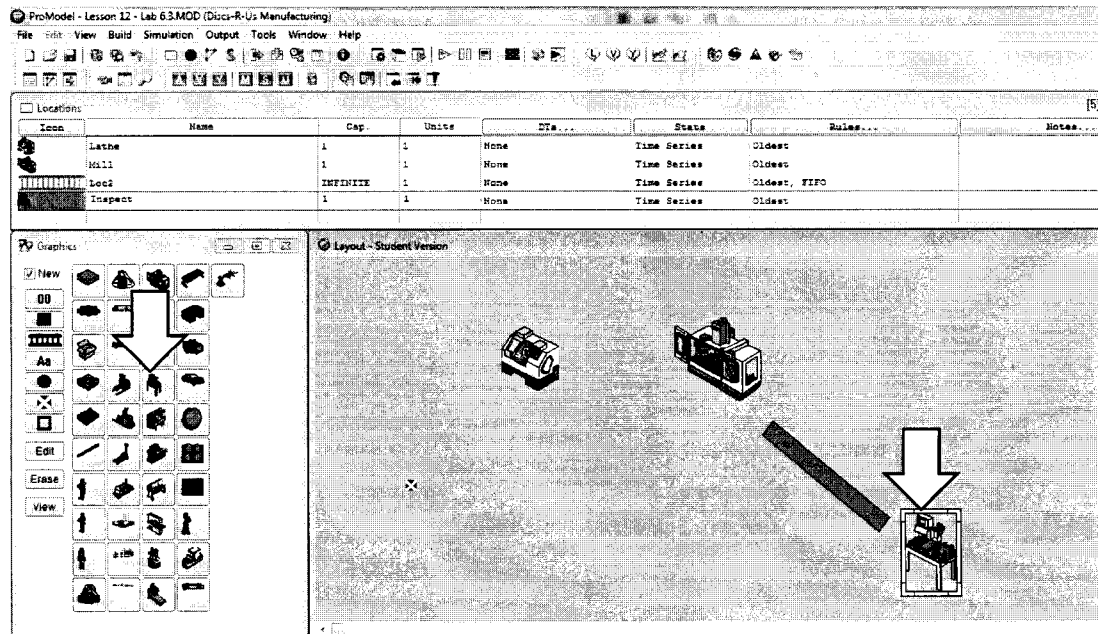 ProModel - Lesson 12 - Lab 6.3.MOD (Discs-R-Us Manufacturing)
File Edit View Build Simulation Output Tools Window Help
Locations [5]
Icon Name Cap. Units DTs... Stats Rules... Notes...
Lathe 1 1 None Time Series Oldest
Mill 1 1 None Time Series Oldest
Loc2 INFINITE 1 None Time Series Oldest, FIFO
Inspect 1 1 None Time Series Oldest
Graphics
New
00
Aa
Edit
Erase
View
Layout - Student Version